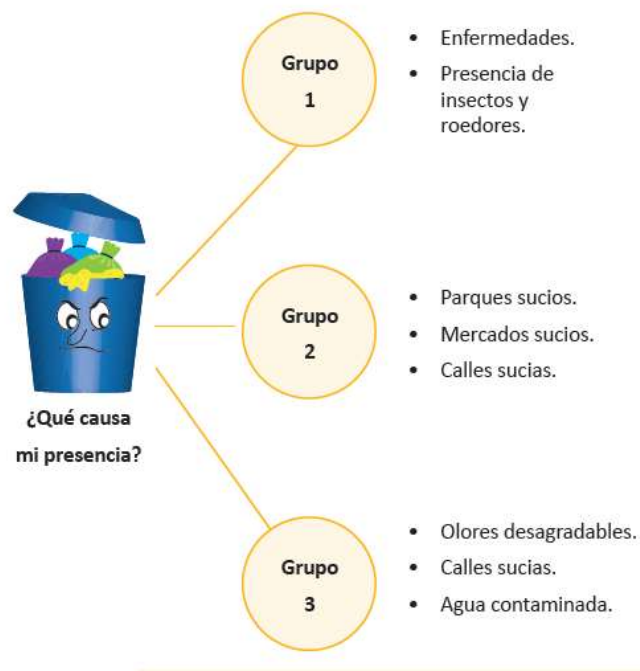 Grupo
1
• Enfermedades.
• Presencia de
insectos y
roedores.
¿Qué causa
mi presencia?
Grupo
2
• Parques sucios.
• Mercados sucios.
• Calles sucias.
Grupo
3
• Olores desagradables.
• Calles sucias.
• Agua contaminada.